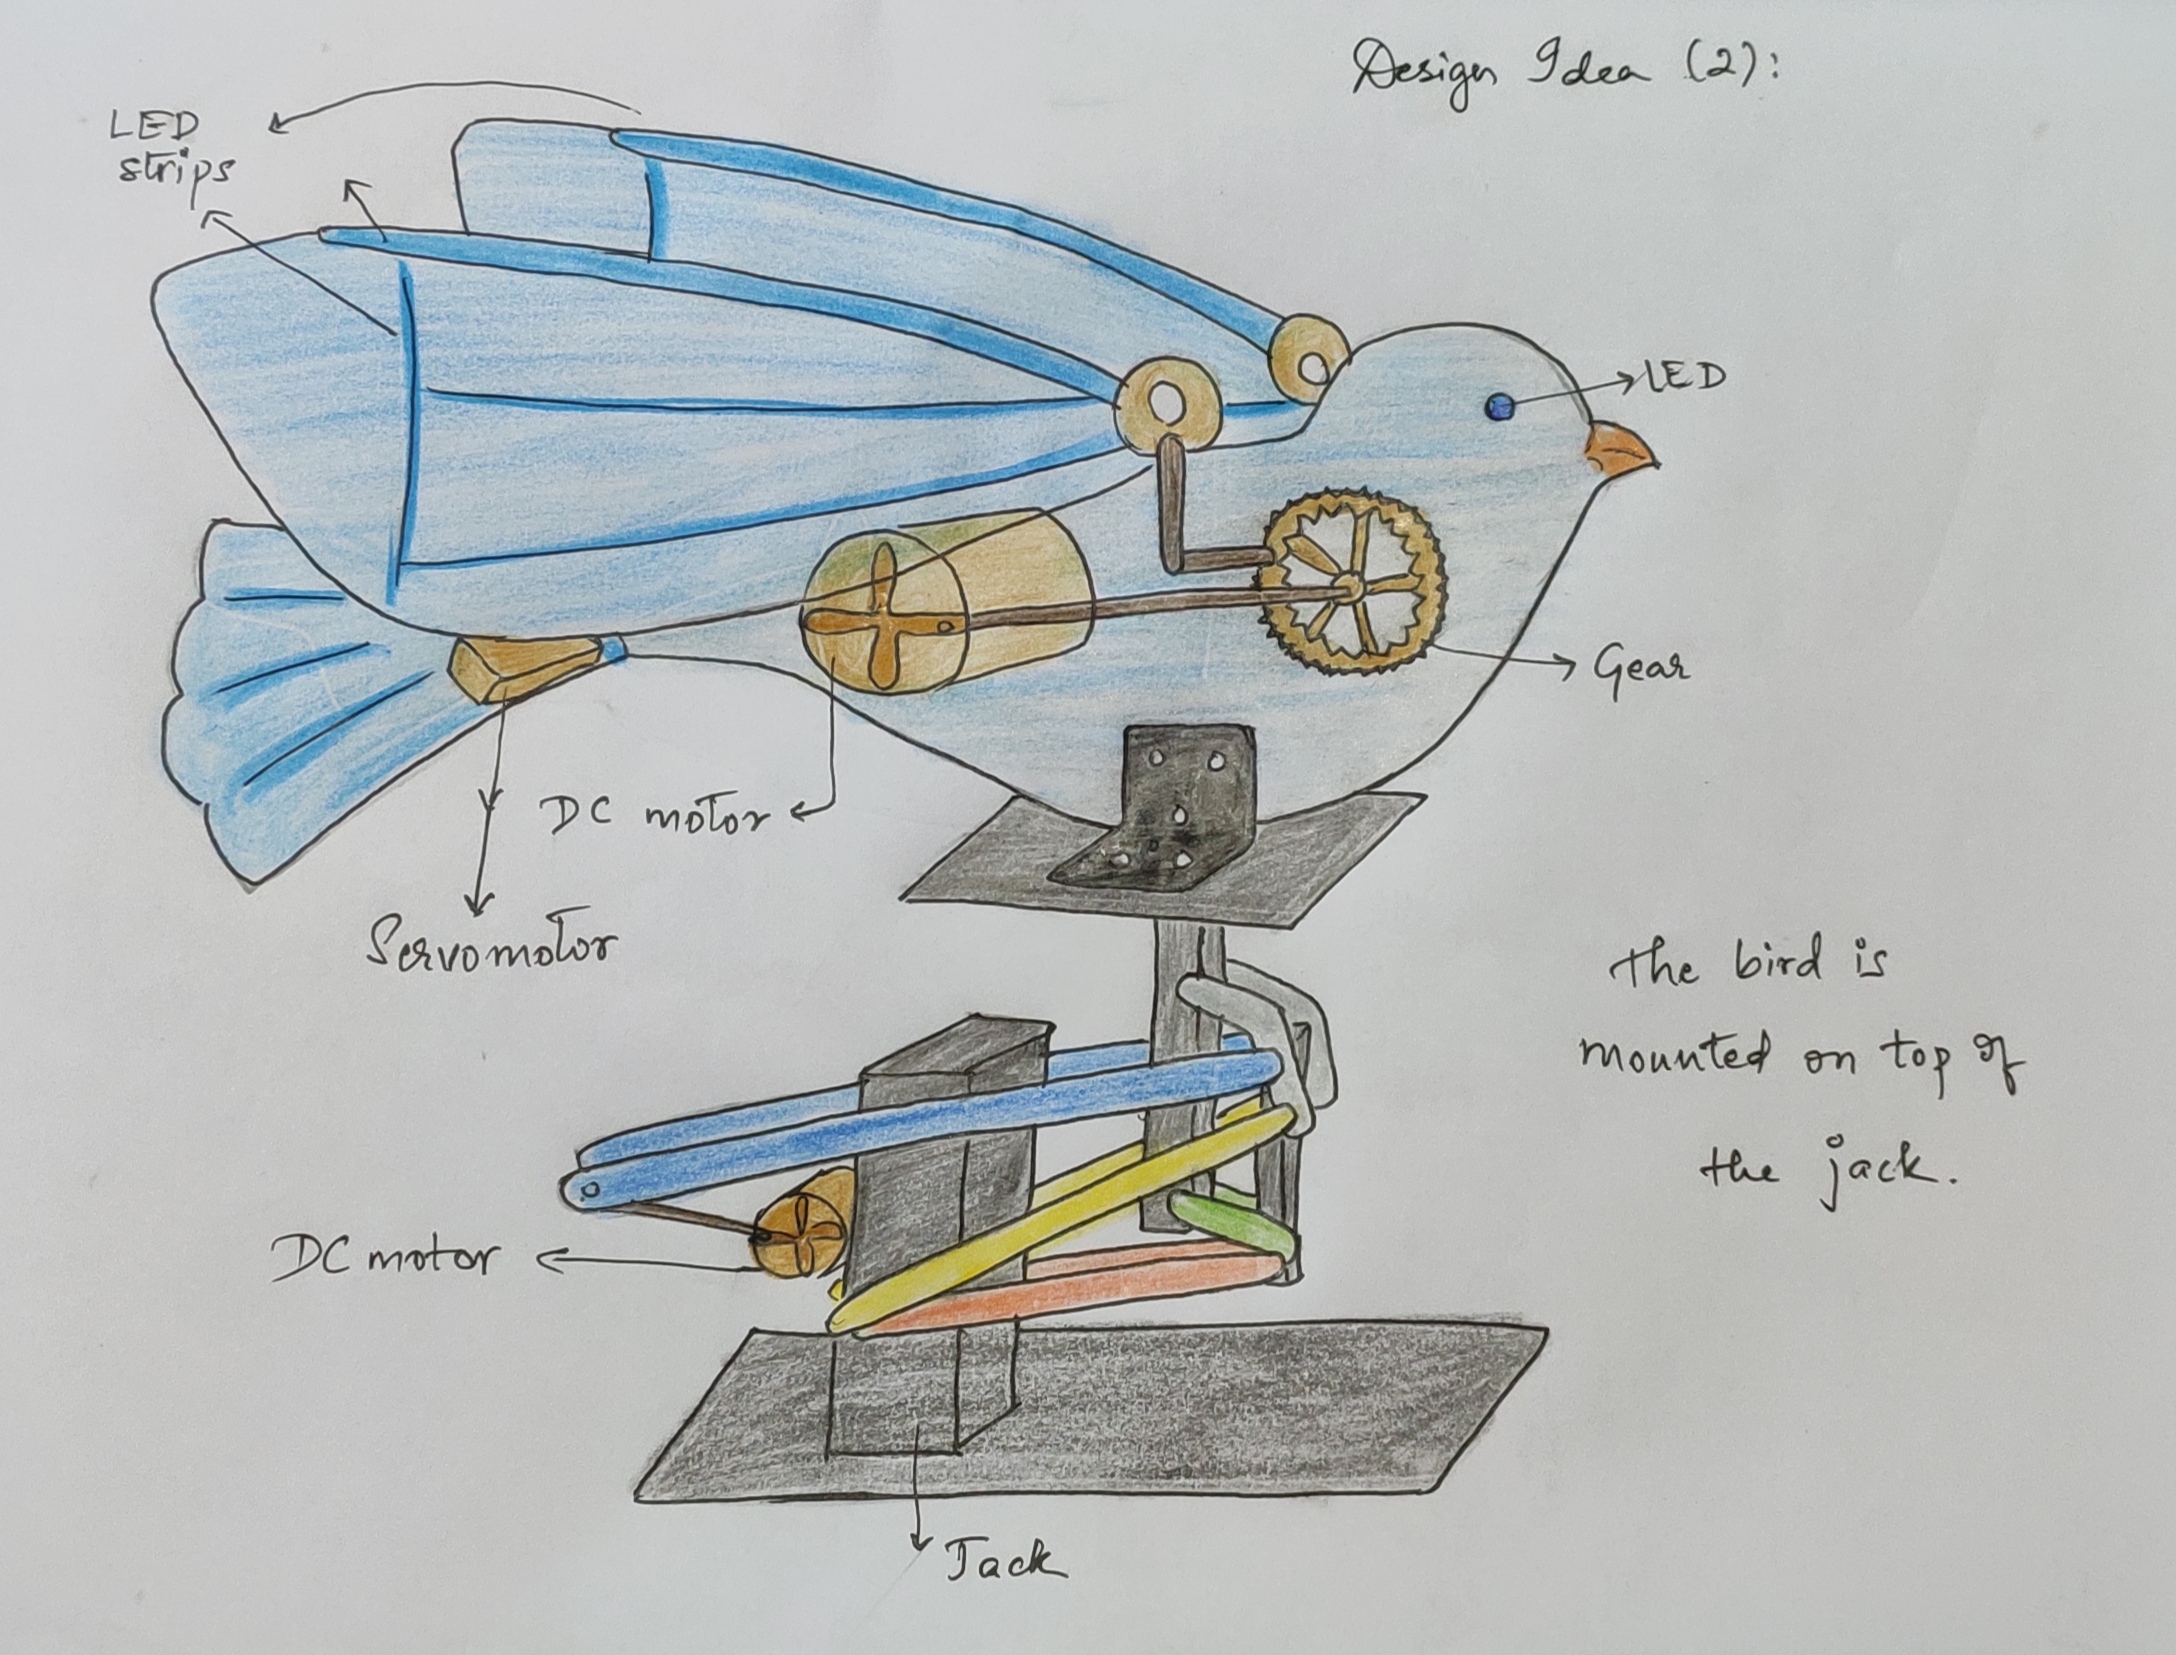 Design Idea (2):
LED
strips
LED
Gear
DC motor
Servomotor
the bird is
mounted on top of
the jack.
DC motor
Jack